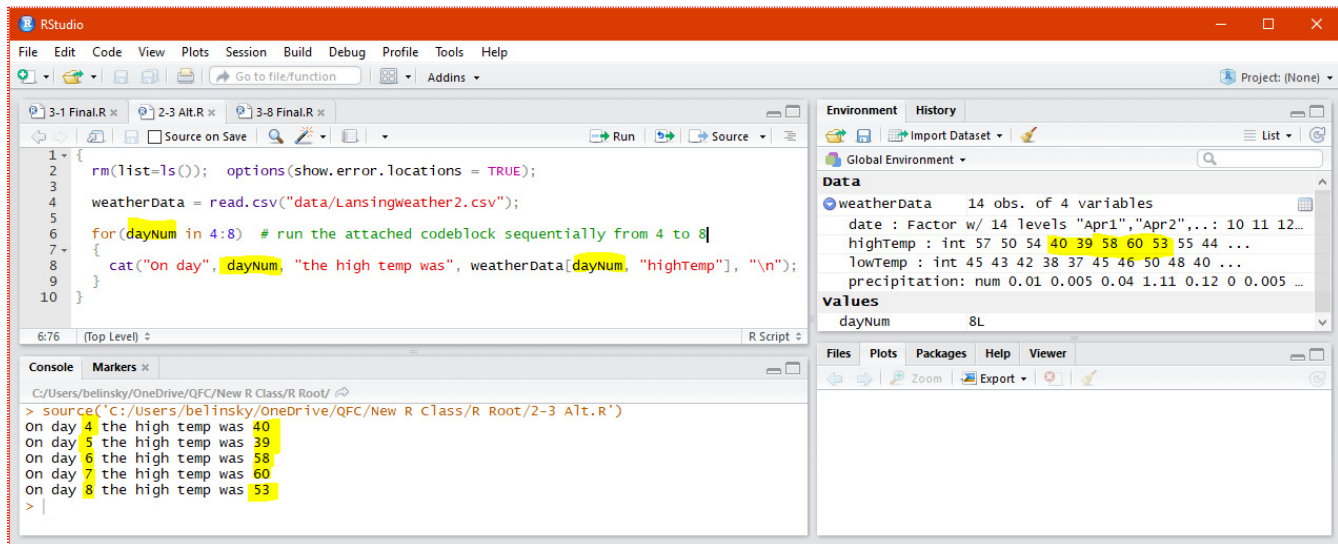 RStudio
File Edit Code View Plots Session Build Debug Profile Tools Help
Go to file/function Addins Project: (None)
3-1 Final.R 2-3 Alt.R 3-8 Final.R
Source on Save Run Source
1 {
2 rm(list=ls()); options(show.error.locations = TRUE);
3
4 weatherData = read.csv("data/LansingWeather2.csv");
5
6 for(dayNum in 4:8) # run the attached codeblock sequentially from 4 to 8
7 {
8 cat("On day", dayNum, "the high temp was", weatherData[dayNum, "highTemp"], "\n");
9 }
10 }
6:76 (Top Level) R Script
Console Markers
C:/Users/belinsky/OneDrive/QFC/New R Class/R Root/
> source('C:/Users/belinsky/OneDrive/QFC/New R Class/R Root/2-3 Alt.R')
On day 4 the high temp was 40
On day 5 the high temp was 39
On day 6 the high temp was 58
On day 7 the high temp was 60
On day 8 the high temp was 53
>
Environment History
Import Dataset List
Global Environment
Data
weatherData 14 obs. of 4 variables
date : Factor w/ 14 levels "Apr1","Apr2",..: 10 11 12…
highTemp : int 57 50 54 40 39 58 60 53 55 44 ...
lowTemp : int 45 43 42 38 37 45 46 50 48 40 ...
precipitation: num 0.01 0.005 0.04 1.11 0.12 0 0.005 …
Values
dayNum 8L
Files Plots Packages Help Viewer
Zoom Export